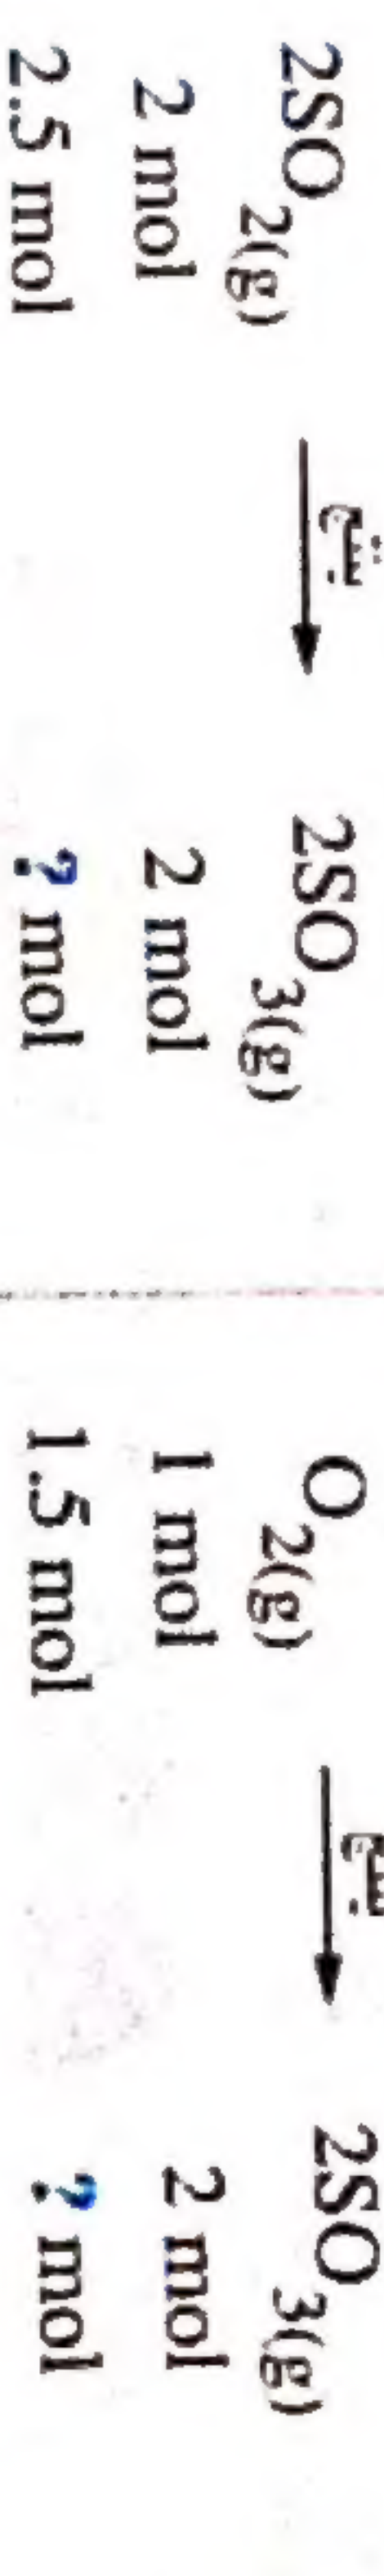 2SO2(g) ينتج → 2SO3(g)
2 mol 2 mol
2.5 mol ? mol
O2(g) ينتج → 2SO3(g)
1 mol 2 mol
1.5 mol ? mol